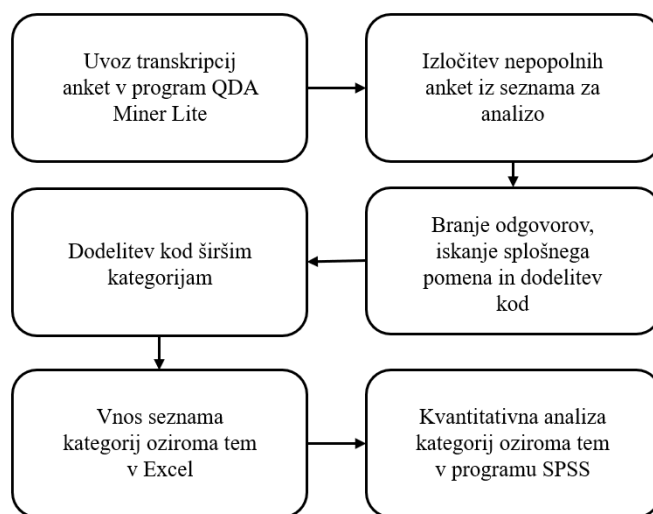 Uvoz transkripcij
anket v program QDA
Miner Lite
Izločitev nepopolnih
anket iz seznama za
analizo
Branje odgovorov,
iskanje splošnega
pomena in dodelitev
kod
Dodelitev kod širšim
kategorijam
Vnos seznama
kategorij oziroma tem
v Excel
Kvantitativna analiza
kategorij oziroma tem
v programu SPSS